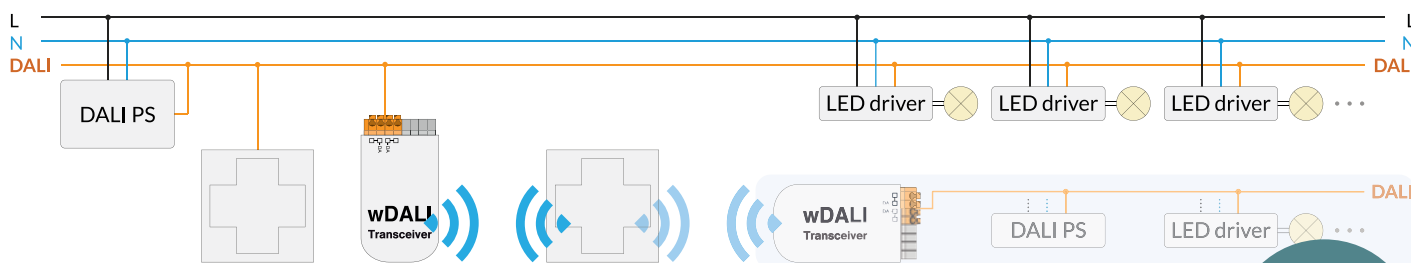 L
L
N
N
DALI
DALI
DALI PS
LED driver
LED driver
LED driver
wDALI
Transceiver
wDALI
Transceiver
DALI
DALI PS
LED driver